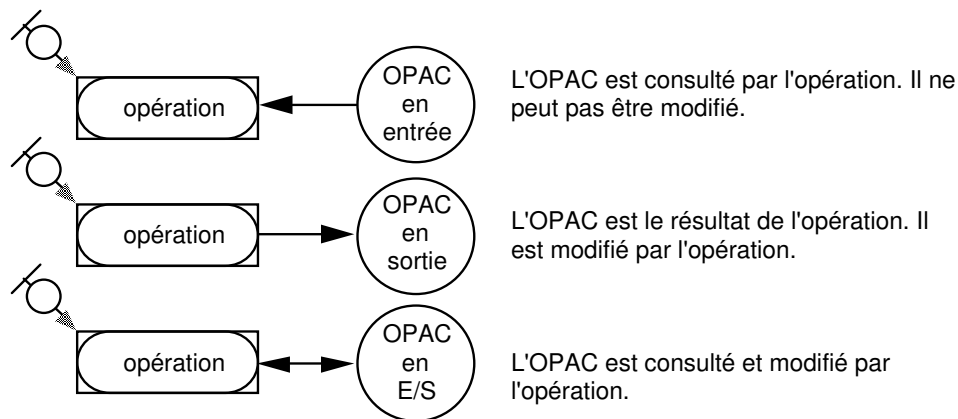 opération
OPAC
en
entrée
L'OPAC est consulté par l'opération. Il ne
peut pas être modifié.
opération
OPAC
en
sortie
L'OPAC est le résultat de l'opération. Il
est modifié par l'opération.
opération
OPAC
en
E/S
L'OPAC est consulté et modifié par
l'opération.